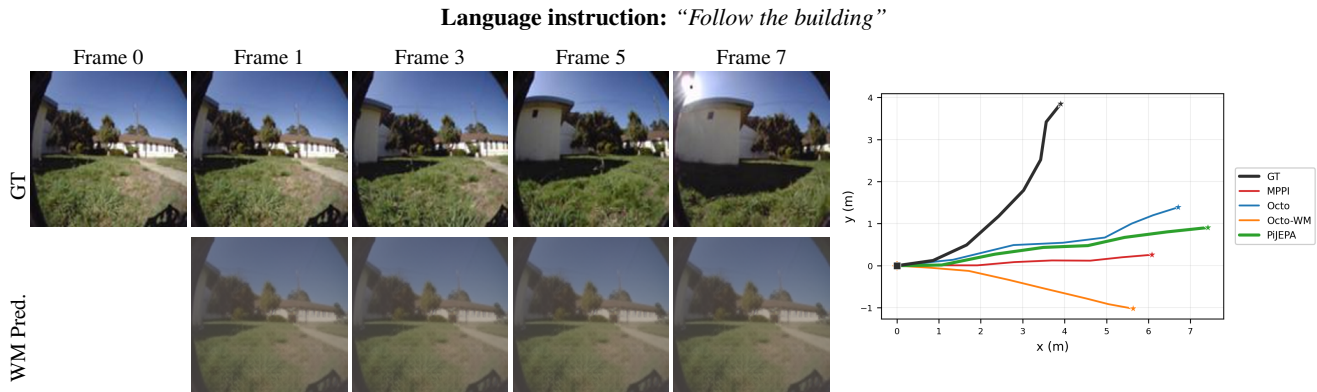 Language instruction: “Follow the building”
Frame 0 Frame 1 Frame 3 Frame 5 Frame 7
GT
WM Pred.
4
3
2
1
0
−1
y (m)
0 1 2 3 4 5 6 7
x (m)
GT
MPPI
Octo
Octo-WM
PiJEPA